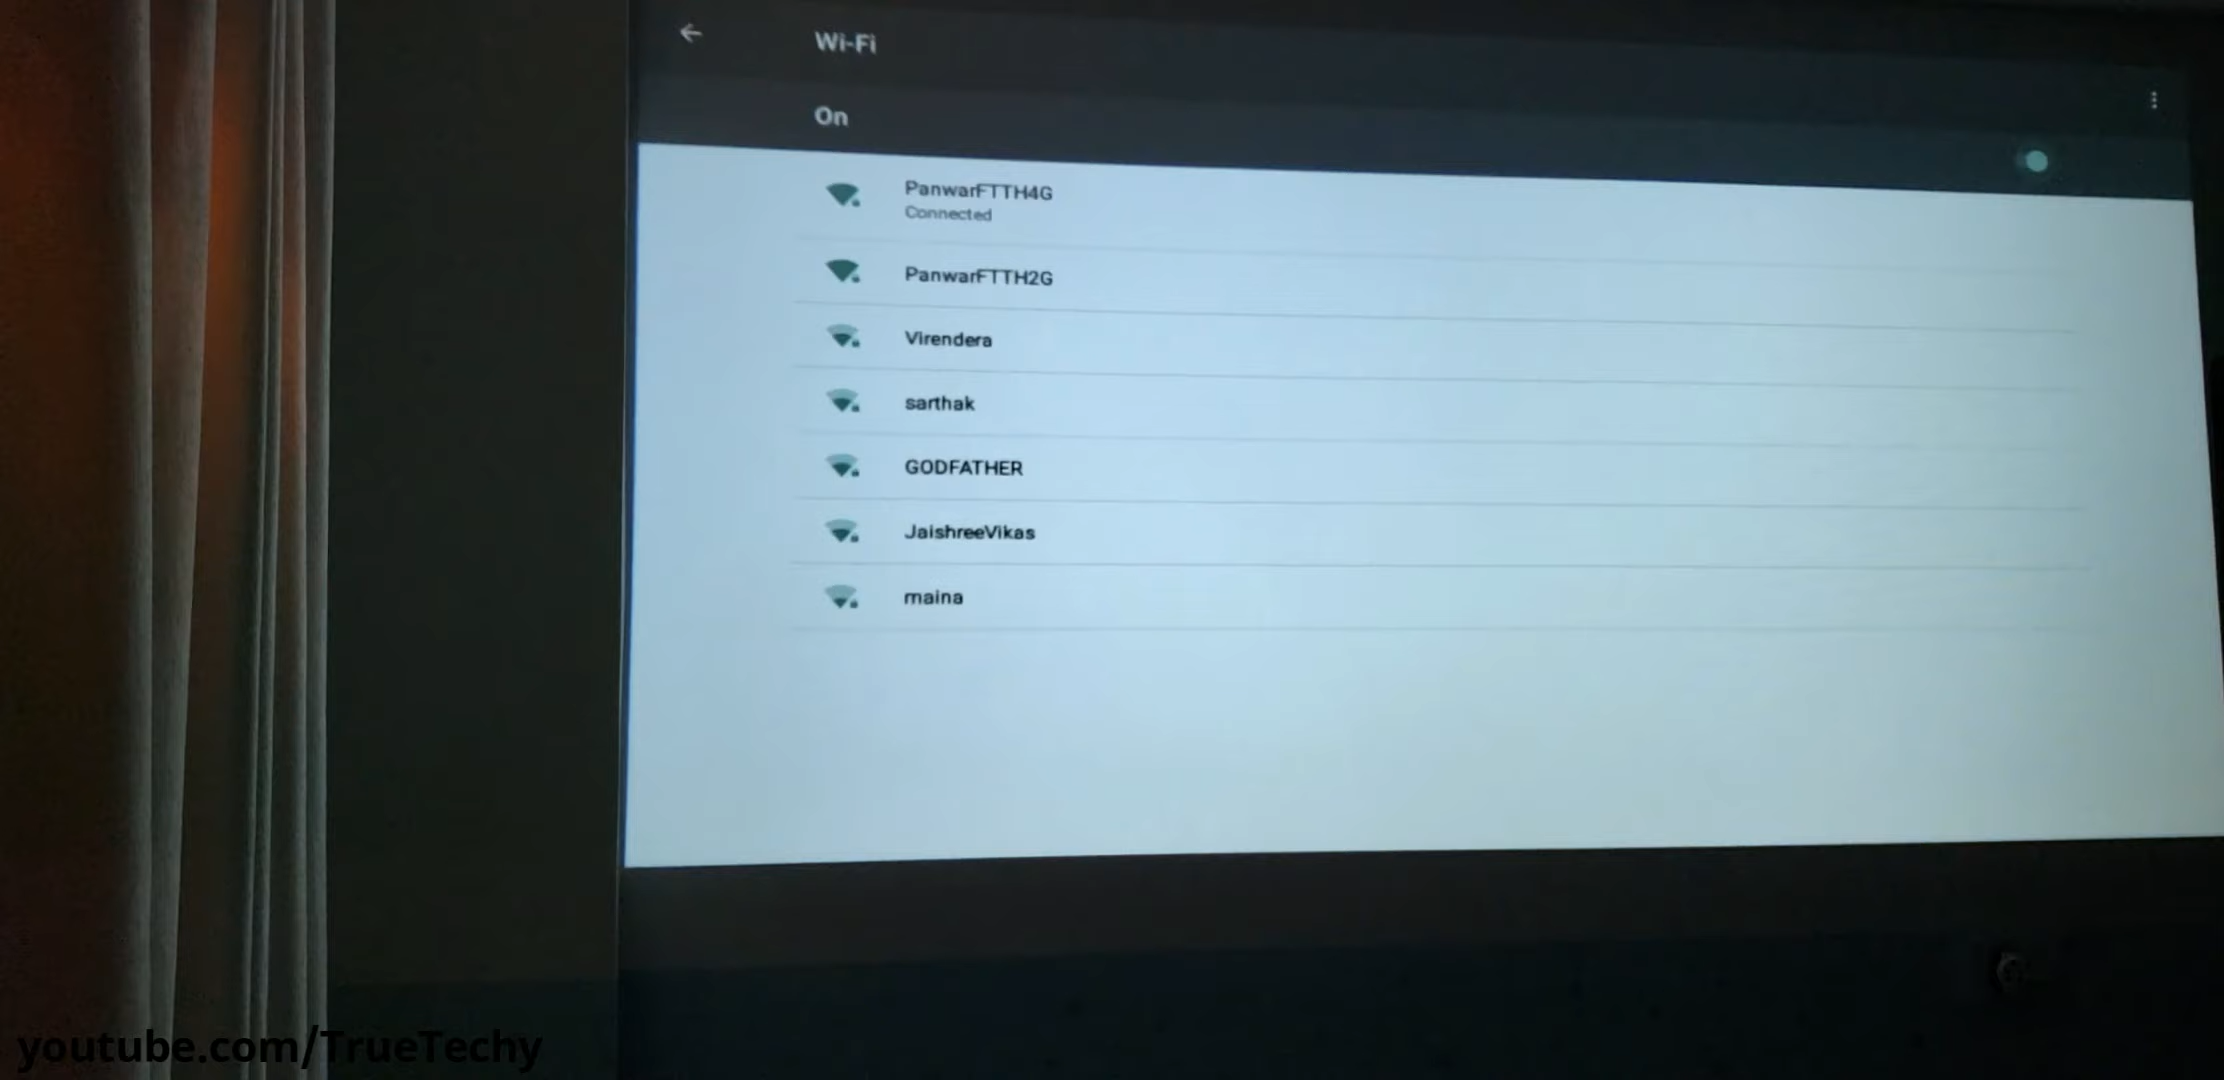 Wi-Fi
On
PanwarFTTH4G
Connected
PanwarFTTH2G
Virendera
sarthak
GODFATHER
JaishreeVikas
maina
youtube.com/TrueTechy